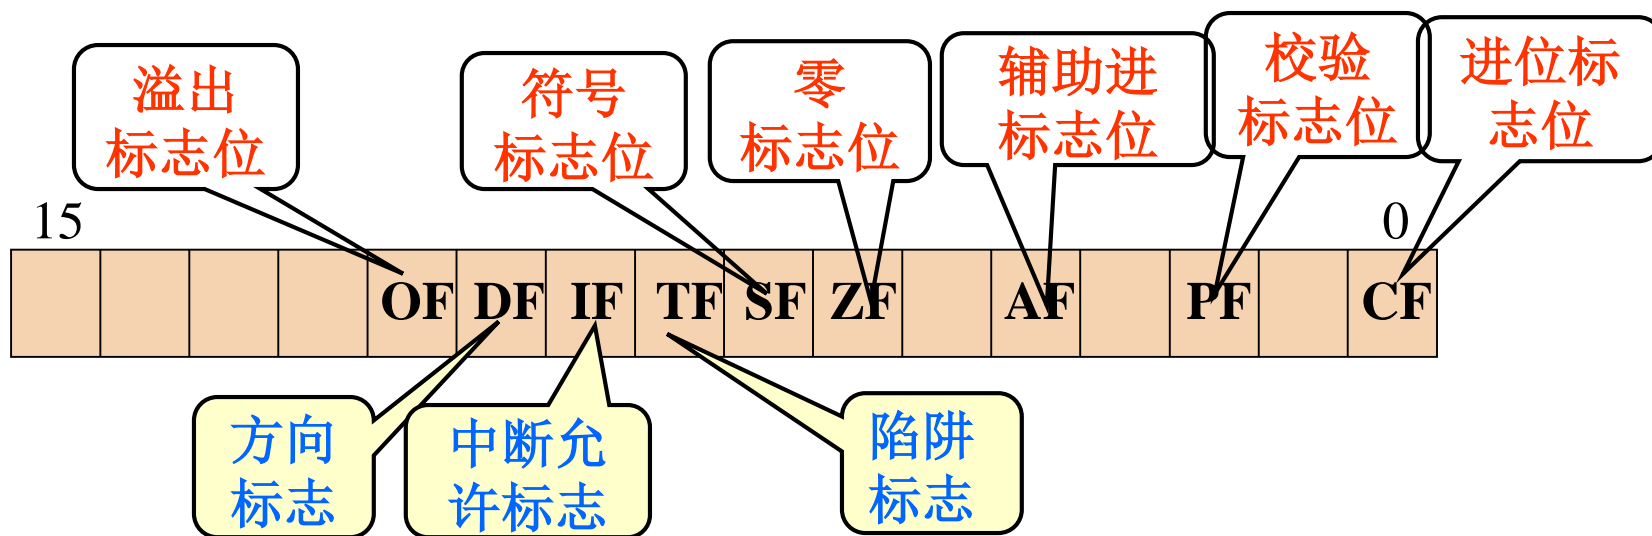 溢出
标志位
符号
标志位
零
标志位
辅助进
标志位
校验
标志位
进位标
志位
15
0
OF DF IF TF SF ZF AF PF CF
方向
标志
中断允
许标志
陷阱
标志